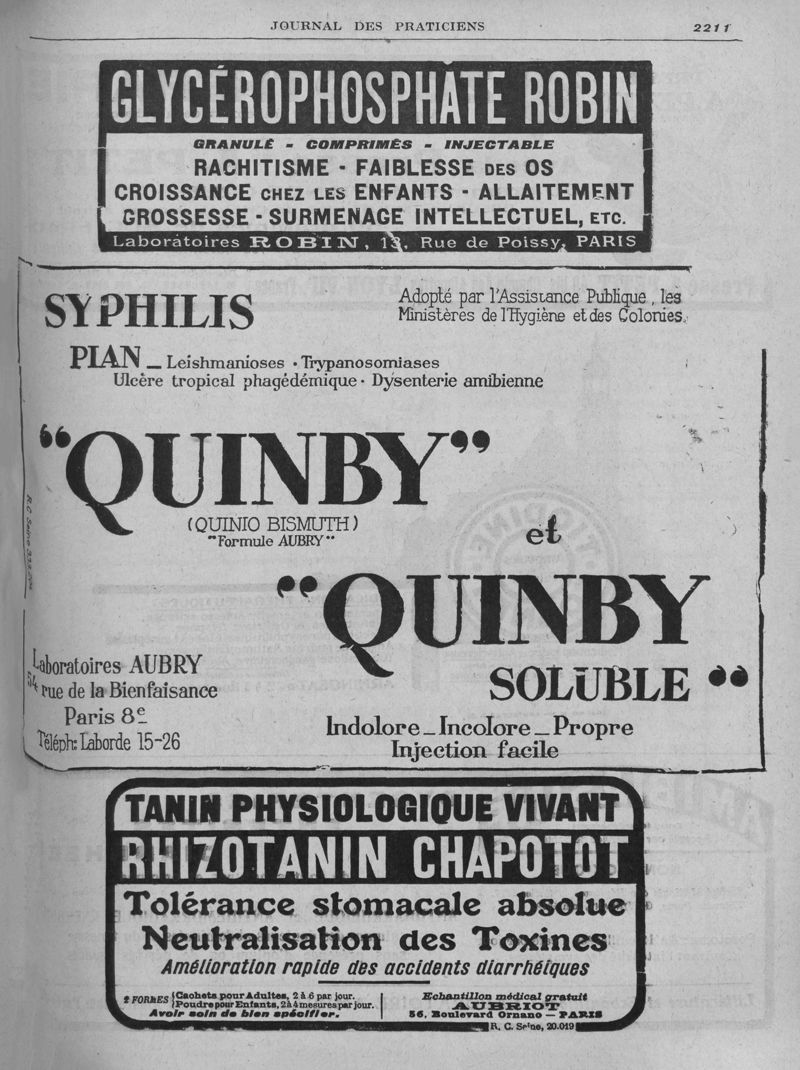 JOURNAL DES PRATICIENS
2211
GLYCÉROPHOSPHATE ROBIN
GRANULÉ - COMPRIMÉS - INJECTABLE
RACHITISME - FAIBLESSE DES OS
CROISSANCE CHEZ LES ENFANTS - ALLAITEMENT
GROSSESSE - SURMENAGE INTELLECTUEL, ETC.
Laboratoires ROBIN, 13, Rue de Poissy, PARIS
SYPHILIS
Adopté par l'Assistance Publique, les
Ministères de l'Hygiène et des Colonies.
PIAN _ Leishmanioses · Trypanosomiases
Ulcère tropical phagédémique · Dysenterie amibienne
"QUINBY"
(QUINIO BISMUTH)
"Formule AUBRY"
et
"QUINBY
SOLUBLE "
R.C. Seine
Laboratoires AUBRY
54 rue de la Bienfaisance
Paris 8e
Téléph: Laborde 15-26
Indolore _ Incolore _ Propre
Injection facile
TANIN PHYSIOLOGIQUE VIVANT
RHIZOTANIN CHAPOTOT
Tolérance stomacale absolue
Neutralisation des Toxines
Amélioration rapide des accidents diarrhéiques
2 FORMES { Cachets pour Adultes, 2 à 6 par jour.
Poudre pour Enfants, 2 à 4 mesures par jour.
Avoir soin de bien spécifier.
Echantillon médical gratuit
AUBRIOT
56, Boulevard Ornano — PARIS
R. C. Seine, 20.019